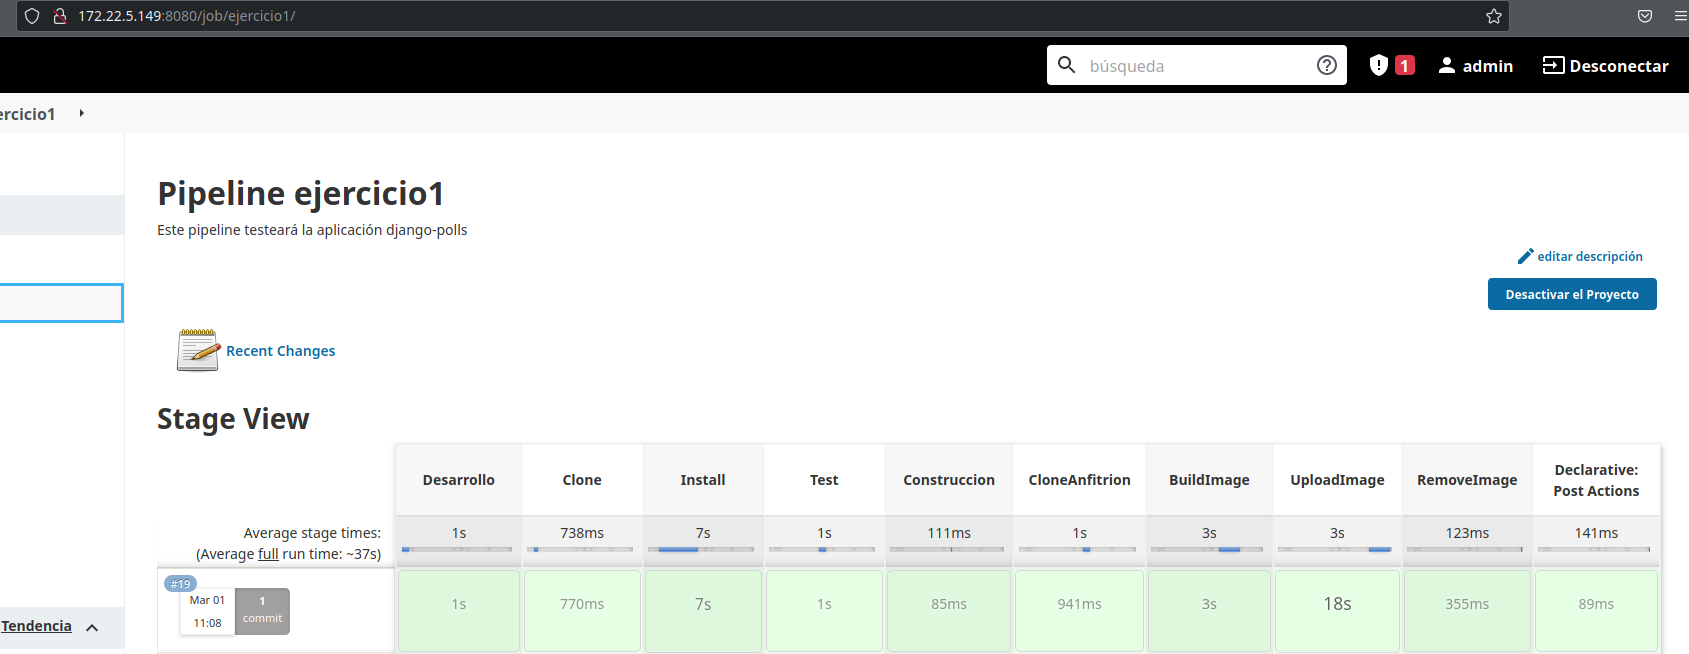 172.22.5.149:8080/job/ejercicio1/
búsqueda
1
admin
Desconectar
ercicio1
Pipeline ejercicio1
Este pipeline testeará la aplicación django-polls
editar descripción
Desactivar el Proyecto
Recent Changes
Stage View
Desarrollo Clone Install Test Construccion CloneAnfitrion BuildImage UploadImage RemoveImage Declarative:
Post Actions
Average stage times: 1s 738ms 7s 1s 111ms 1s 3s 3s 123ms 141ms
(Average full run time: ~37s)
#19
Mar 01 1
11:08 commit
1s 770ms 7s 1s 85ms 941ms 3s 18s 355ms 89ms
Tendencia